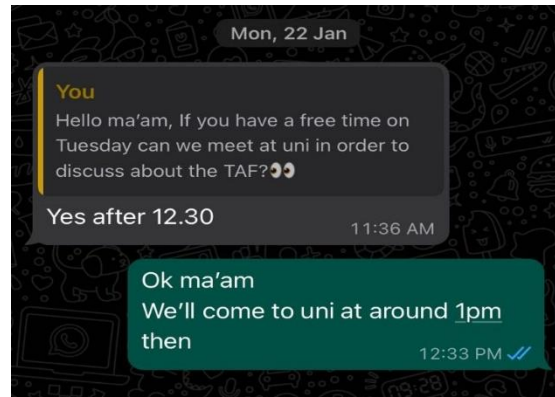 Mon, 22 Jan
You
Hello ma'am, If you have a free time on
Tuesday can we meet at uni in order to
discuss about the TAF?👀
Yes after 12.30
11:36 AM
Ok ma'am
We'll come to uni at around 1pm
then
12:33 PM